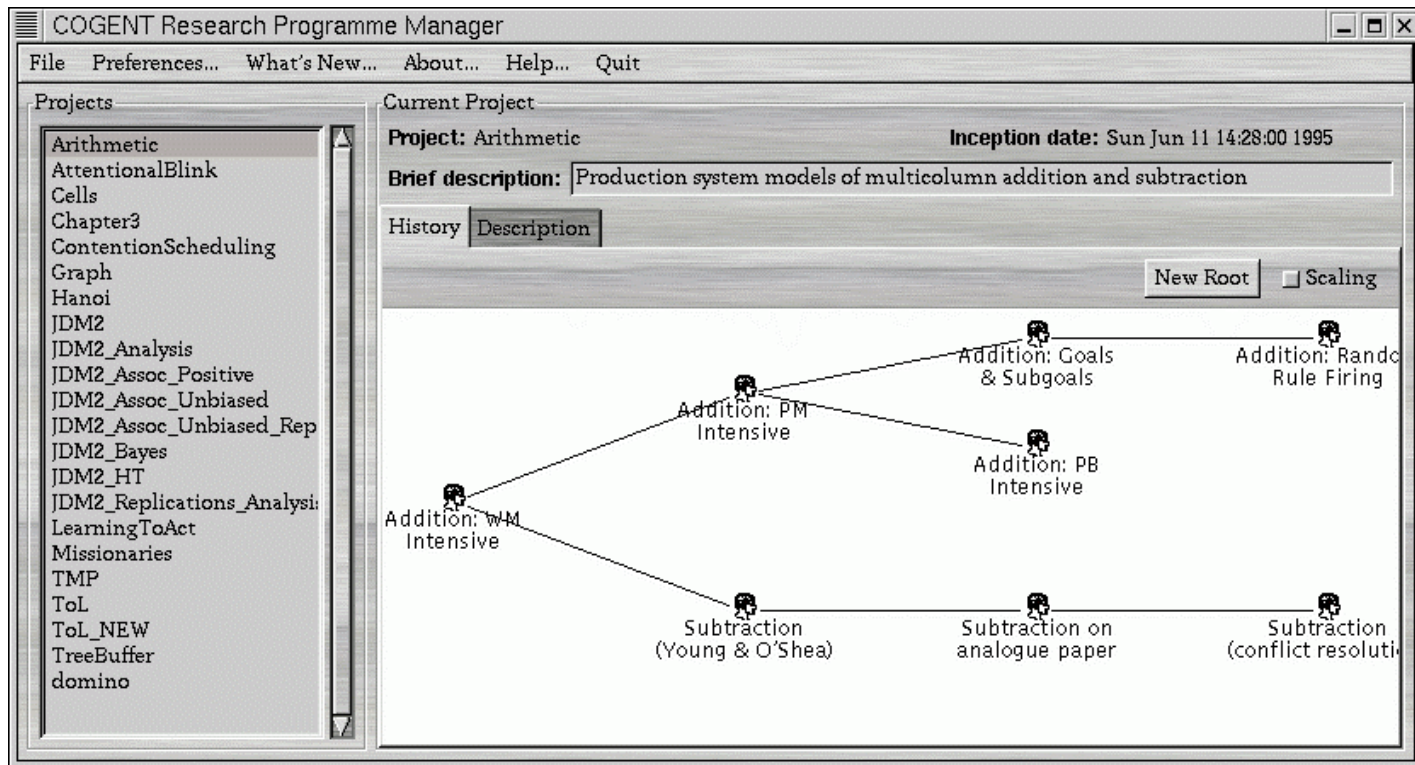 COGENT Research Programme Manager
File Preferences... What's New... About... Help... Quit
Projects
Arithmetic
AttentionalBlink
Cells
Chapter3
ContentionScheduling
Graph
Hanoi
JDM2
JDM2_Analysis
JDM2_Assoc_Positive
JDM2_Assoc_Unbiased
JDM2_Assoc_Unbiased_Rep
JDM2_Bayes
JDM2_HT
JDM2_Replications_Analysi
LearningToAct
Missionaries
TMP
ToL
ToL_NEW
TreeBuffer
domino
Current Project
Project: Arithmetic Inception date: Sun Jun 11 14:28:00 1995
Brief description: Production system models of multicolumn addition and subtraction
History Description
New Root Scaling
Addition: Goals
& Subgoals
Addition: Rando
Rule Firing
Addition: PM
Intensive
Addition: PB
Intensive
Addition: WM
Intensive
Subtraction
(Young & O'Shea)
Subtraction on
analogue paper
Subtraction
(conflict resoluti